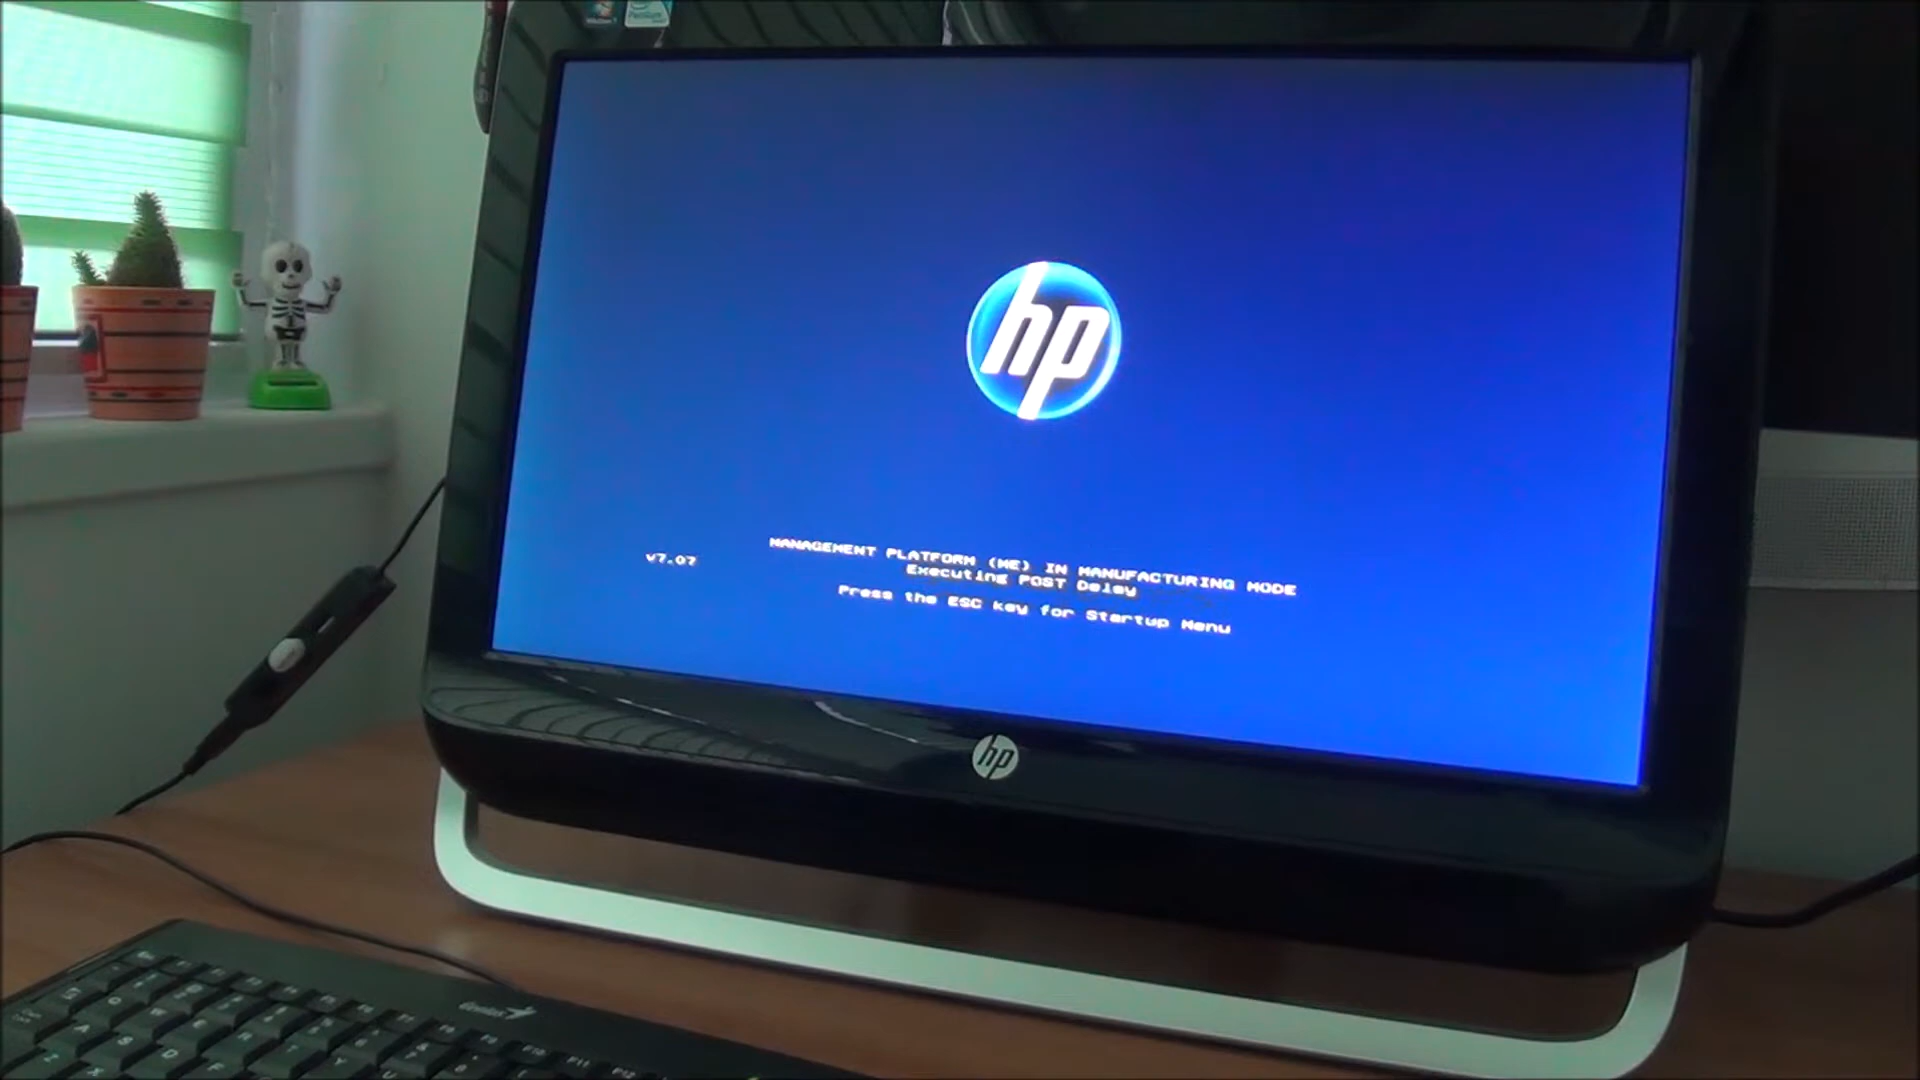 hp
v7.07
MANAGEMENT PLATFORM (ME) IN MANUFACTURING MODE
Executing POST Delay
Press the ESC key for Startup Menu
hp
Genius